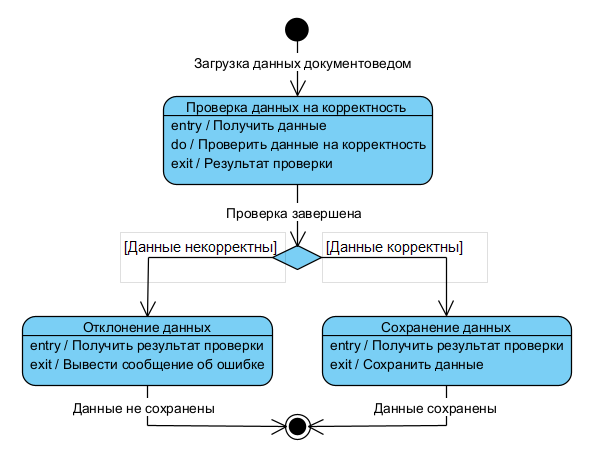 Загрузка данных документоведом
Проверка данных на корректность
entry / Получить данные
do / Проверить данные на корректность
exit / Результат проверки
Проверка завершена
[Данные некорректны]
[Данные корректны]
Отклонение данных
entry / Получить результат проверки
exit / Вывести сообщение об ошибке
Сохранение данных
entry / Получить результат проверки
exit / Сохранить данные
Данные не сохранены
Данные сохранены